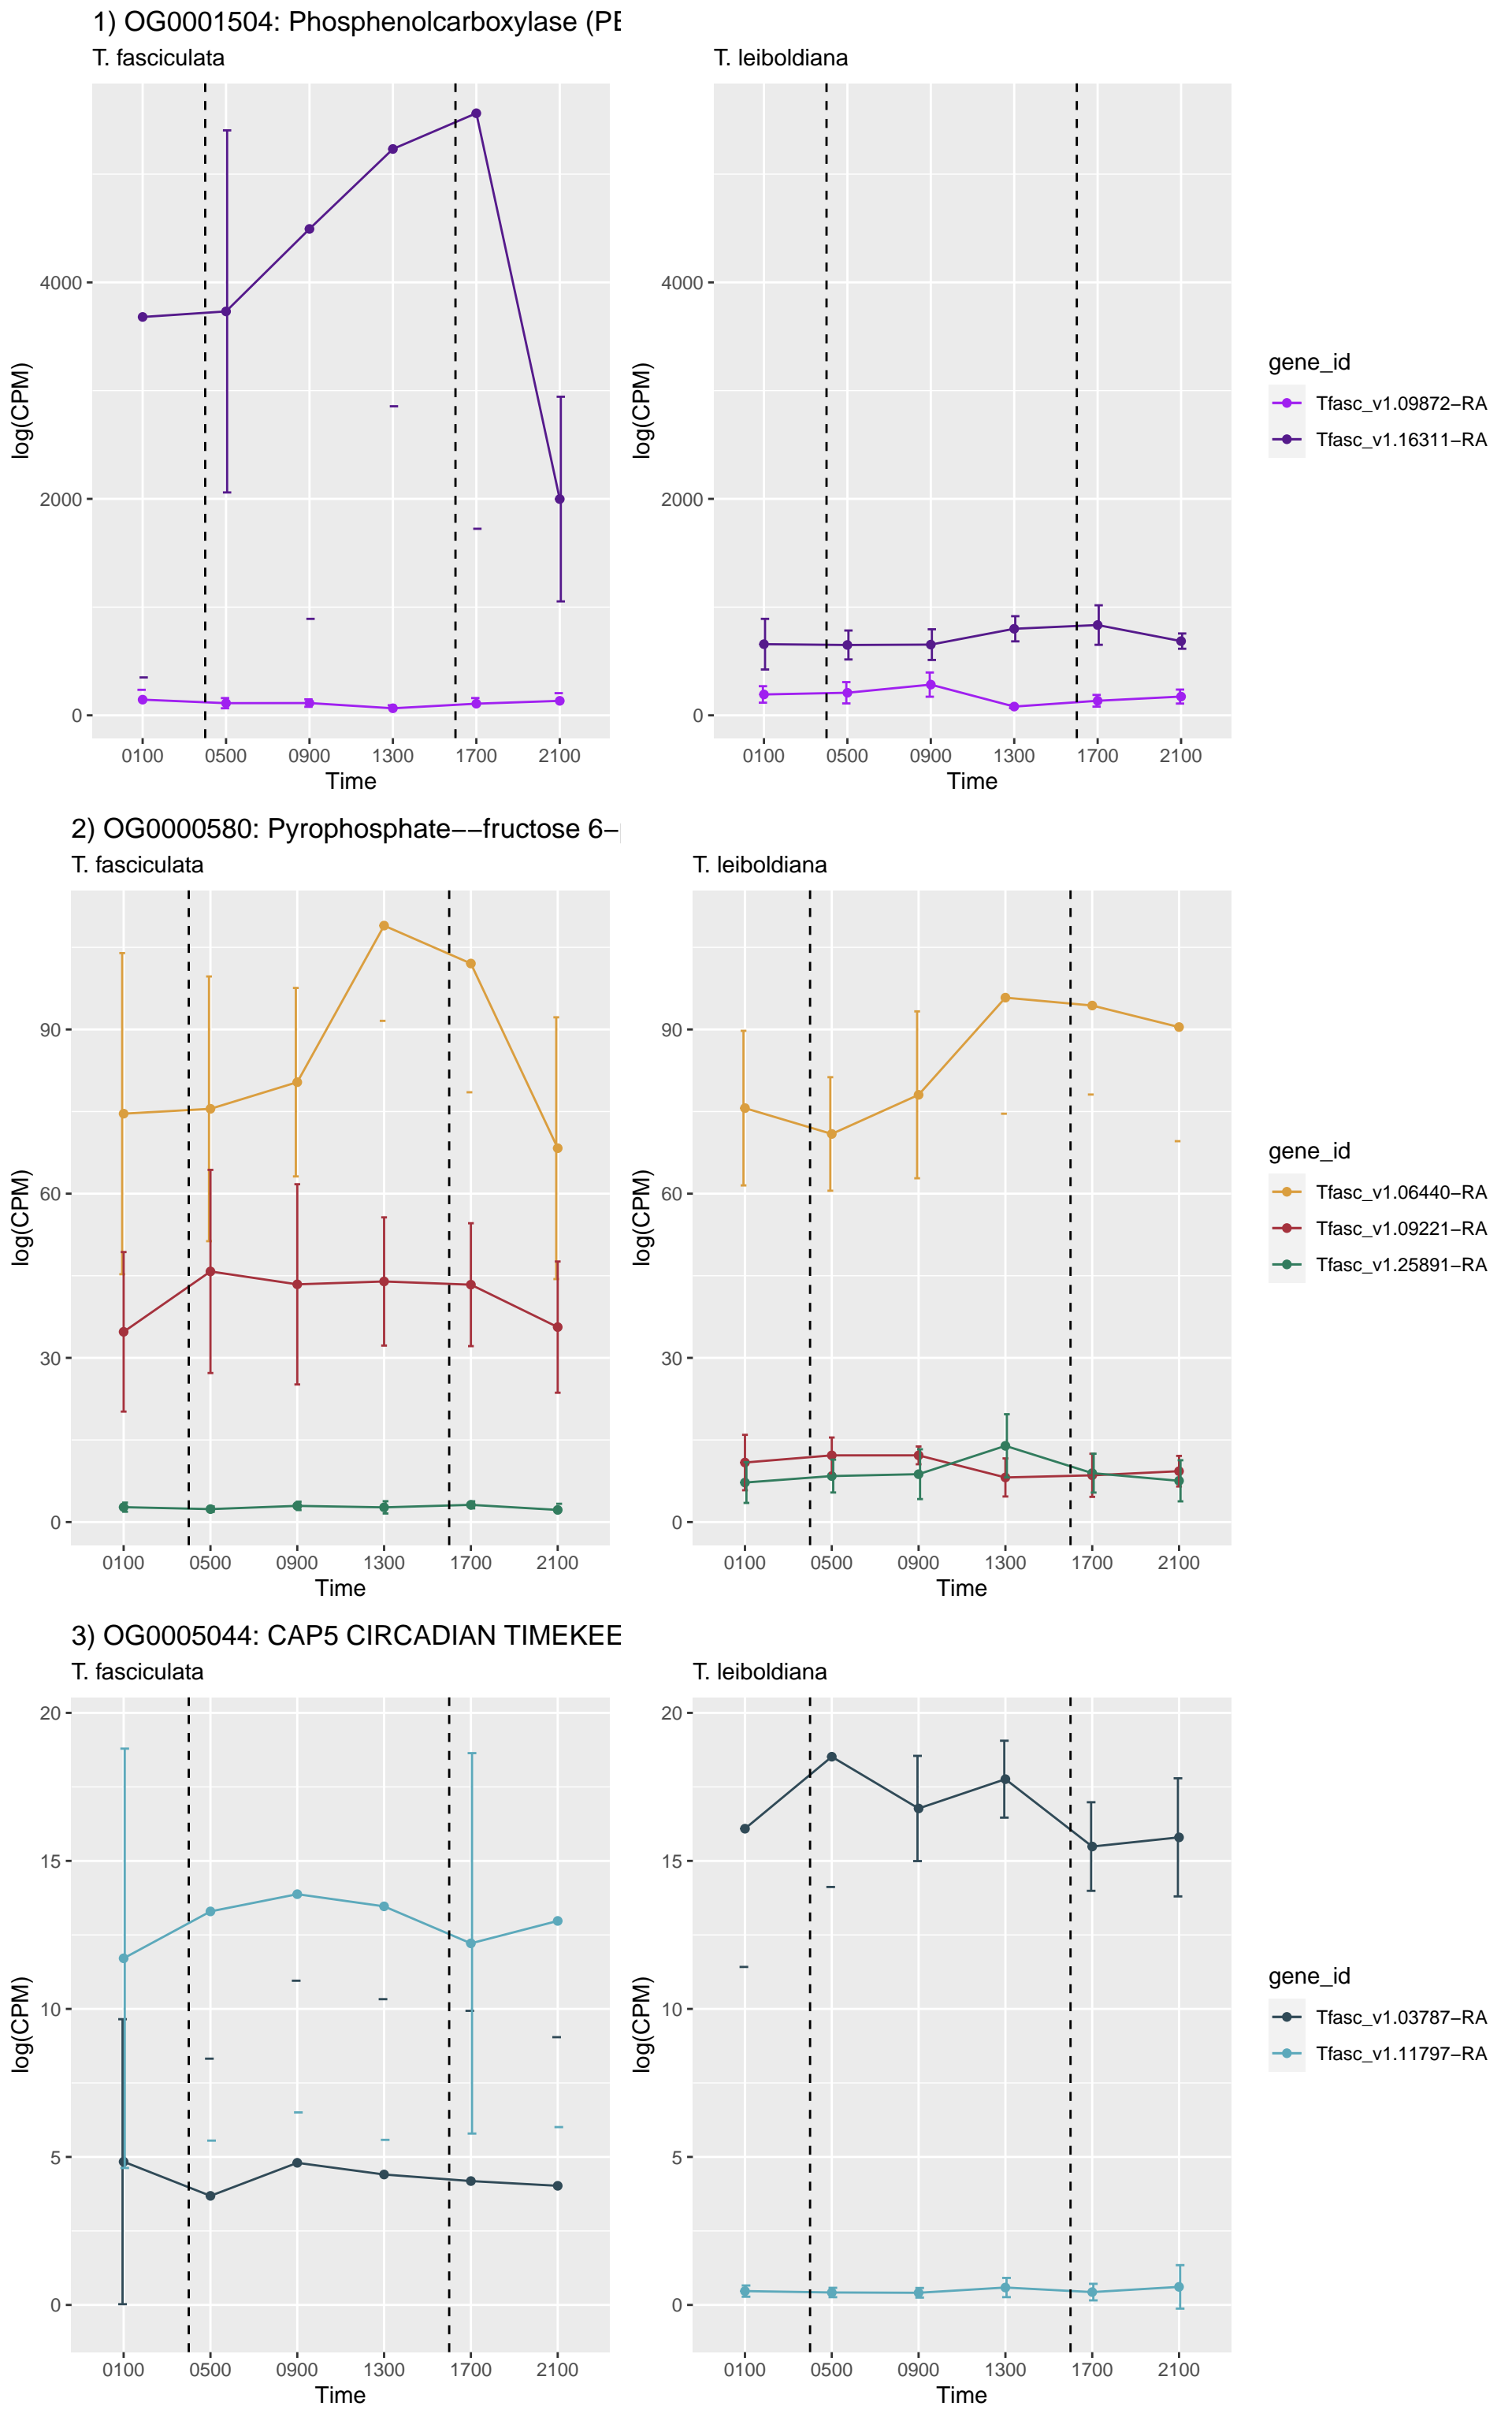 1) OG0001504: Phosphenolcarboxylase (PE
T. fasciculata
T. leiboldiana
log(CPM)
4000
2000
0
0100 0500 0900 1300 1700 2100
Time
log(CPM)
4000
2000
0
0100 0500 0900 1300 1700 2100
Time
gene_id
Tfasc_v1.09872−RA
Tfasc_v1.16311−RA
2) OG0000580: Pyrophosphate−−fructose 6−
T. fasciculata
T. leiboldiana
log(CPM)
90
60
30
0
0100 0500 0900 1300 1700 2100
Time
log(CPM)
90
60
30
0
0100 0500 0900 1300 1700 2100
Time
gene_id
Tfasc_v1.06440−RA
Tfasc_v1.09221−RA
Tfasc_v1.25891−RA
3) OG0005044: CAP5 CIRCADIAN TIMEKEE
T. fasciculata
T. leiboldiana
log(CPM)
20
15
10
5
0
0100 0500 0900 1300 1700 2100
Time
log(CPM)
20
15
10
5
0
0100 0500 0900 1300 1700 2100
Time
gene_id
Tfasc_v1.03787−RA
Tfasc_v1.11797−RA